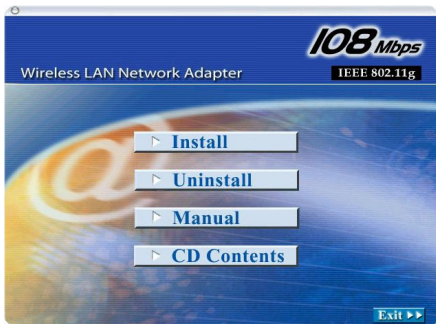 108 Mbps
Wireless LAN Network Adapter
IEEE 802.11g
Install
Uninstall
Manual
CD Contents
Exit